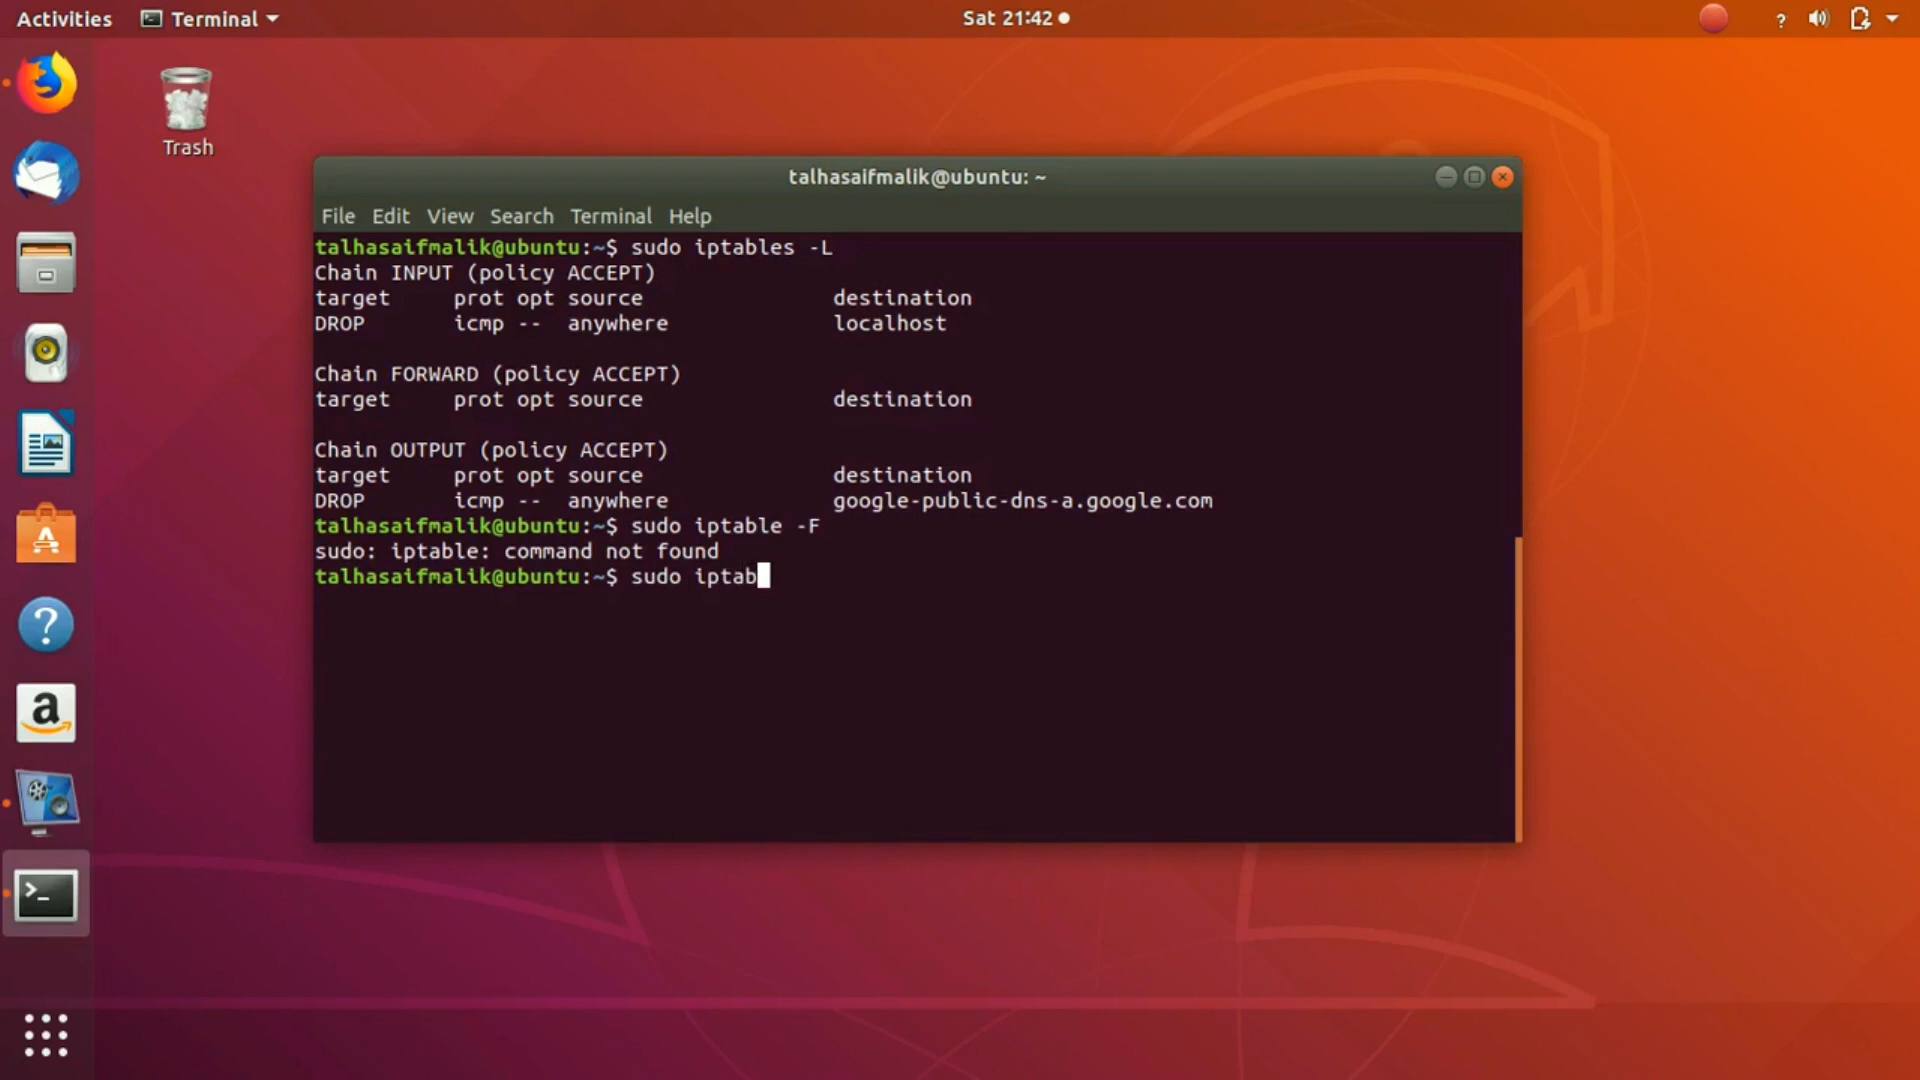 Activities Terminal Sat 21:42 ?
Trash
talhasaifmalik@ubuntu: ~
File Edit View Search Terminal Help
talhasaifmalik@ubuntu:~$ sudo iptables -L
Chain INPUT (policy ACCEPT)
target     prot opt source               destination
DROP       icmp --  anywhere             localhost
Chain FORWARD (policy ACCEPT)
target     prot opt source               destination
Chain OUTPUT (policy ACCEPT)
target     prot opt source               destination
DROP       icmp --  anywhere             google-public-dns-a.google.com
talhasaifmalik@ubuntu:~$ sudo iptable -F
sudo: iptable: command not found
talhasaifmalik@ubuntu:~$ sudo iptab